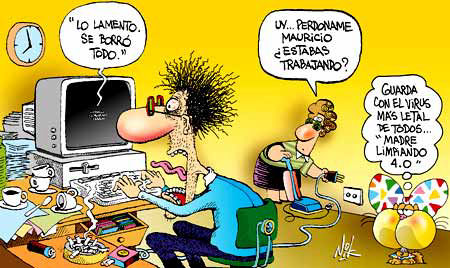 "LO LAMENTO.
SE BORRÓ
TODO."
UY... PERDONAME
MAURICIO
¿ESTABAS
TRABAJANDO?
GUARDA
CON EL VIRUS
MÁS LETAL
DE TODOS...
"MADRE
LIMPIANDO
4.0"
NIK